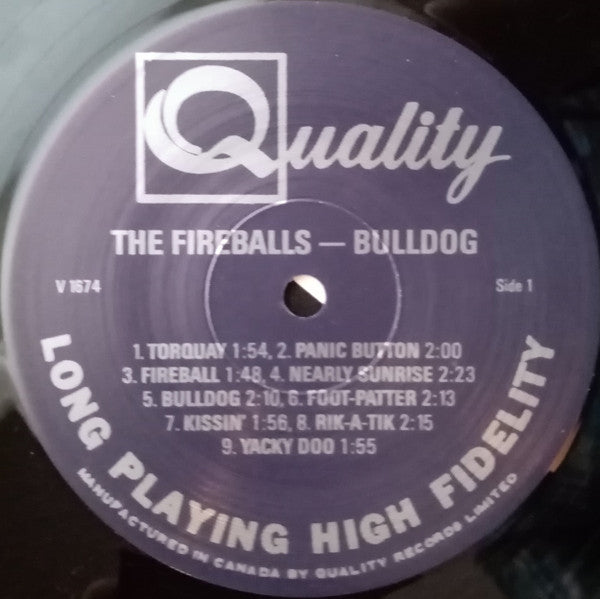 Quality
THE FIREBALLS — BULLDOG
V 1674
Side 1
1. TORQUAY 1:54, 2. PANIC BUTTON 2:00
3. FIREBALL 1:48, 4. NEARLY SUNRISE 2:23
5. BULLDOG 2:10, 6. FOOT-PATTER 2:13
7. KISSIN' 1:56, 8. RIK-A-TIK 2:15
9. YACKY DOO 1:55
LONG PLAYING HIGH FIDELITY
MANUFACTURED IN CANADA BY QUALITY RECORDS LIMITED